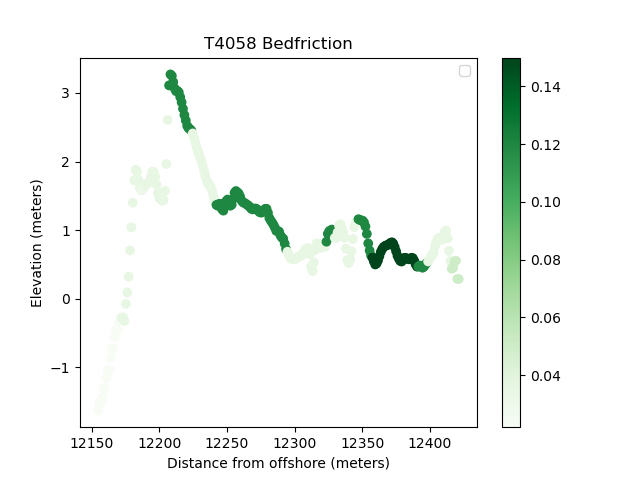 T4058 Bedfriction
Elevation (meters)
3
2
1
0
−1
12150 12200 12250 12300 12350 12400
Distance from offshore (meters)
0.14
0.12
0.10
0.08
0.06
0.04